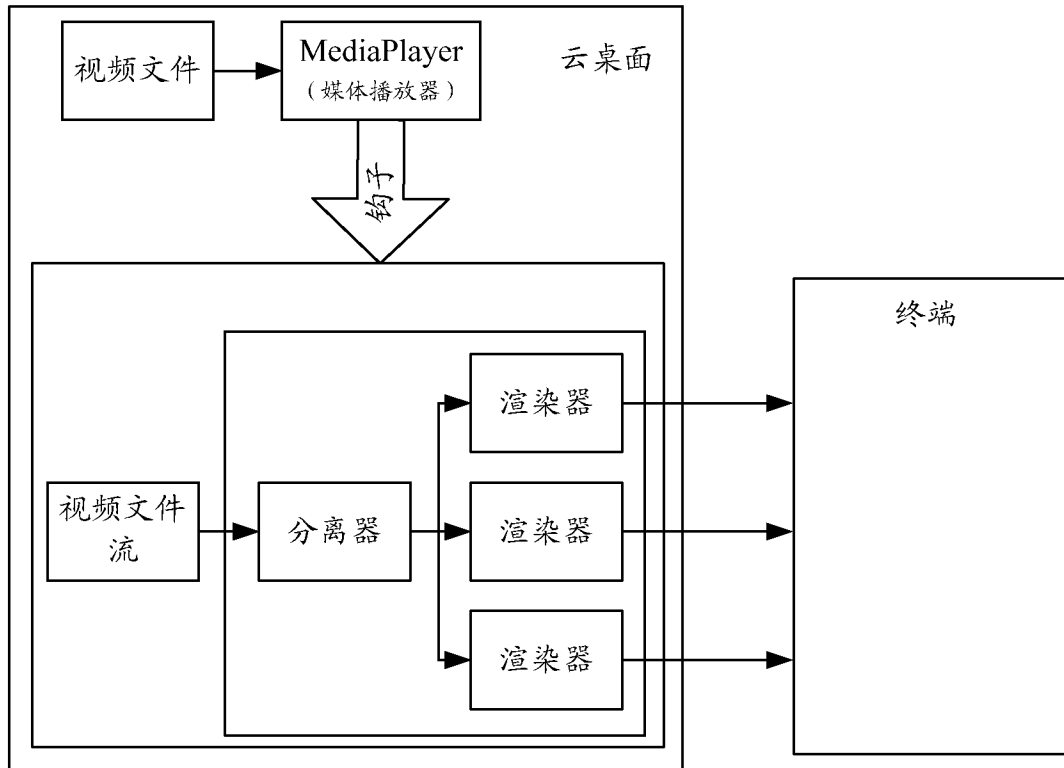 视频文件
MediaPlayer
（媒体播放器）
云桌面
钩子
终端
渲染器
视频文件
流
分离器
渲染器
渲染器